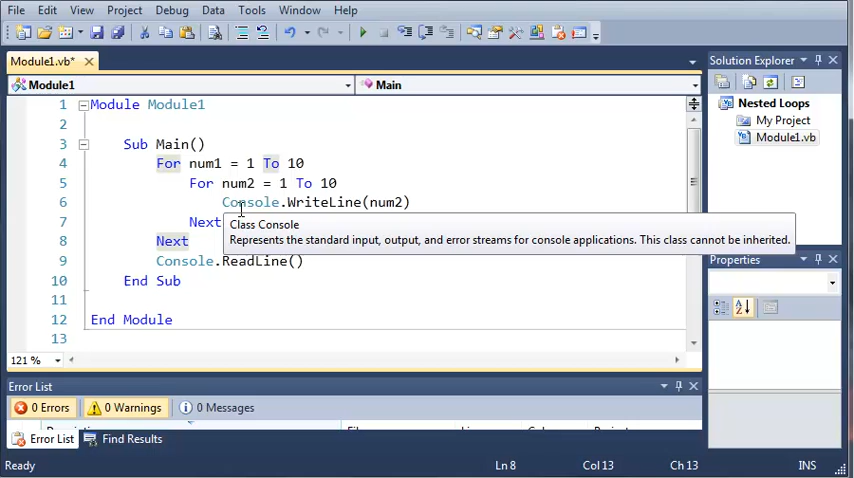 File Edit View Project Debug Data Tools Window Help
Module1.vb*
Solution Explorer
Module1 Main
Nested Loops
My Project
Module1.vb
1 Module Module1
2
3 Sub Main()
4 For num1 = 1 To 10
5 For num2 = 1 To 10
6 Console.WriteLine(num2)
7 Next
Class Console
Represents the standard input, output, and error streams for console applications. This class cannot be inherited.
8 Next
9 Console.ReadLine()
10 End Sub
11
12 End Module
13
Properties
121 %
Error List
0 Errors 0 Warnings 0 Messages
Error List Find Results
Ready Ln 8 Col 13 Ch 13 INS